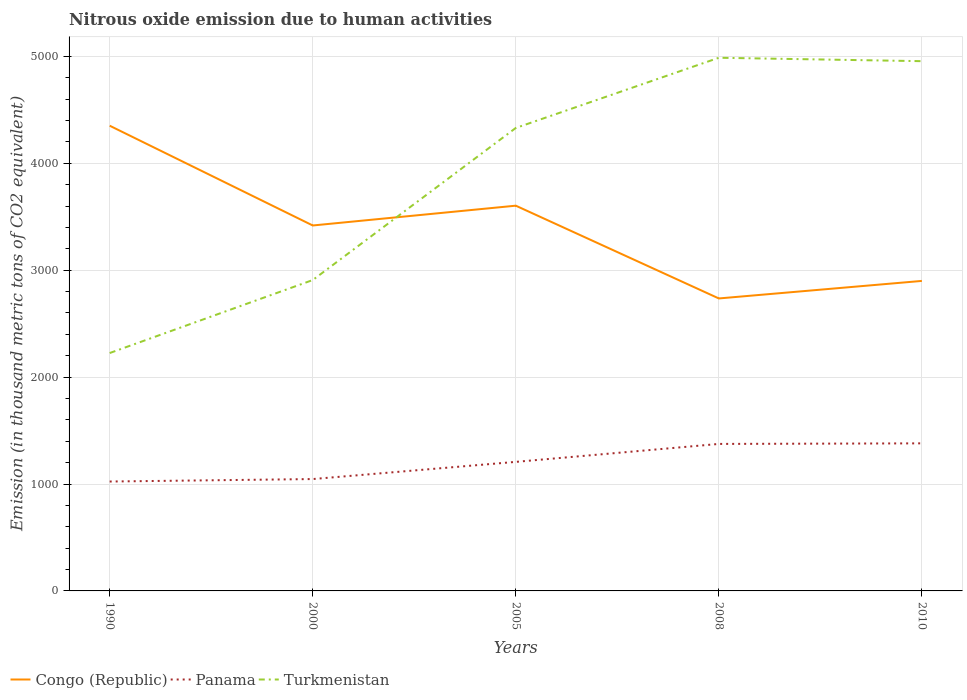 Nitrous oxide emission due to human activities
Emission (in thousand metric tons of CO2 equivalent)
5000
4000
3000
2000
1000
0
1990
2000
2005
2008
2010
Years
Congo (Republic)
Panama
Turkmenistan